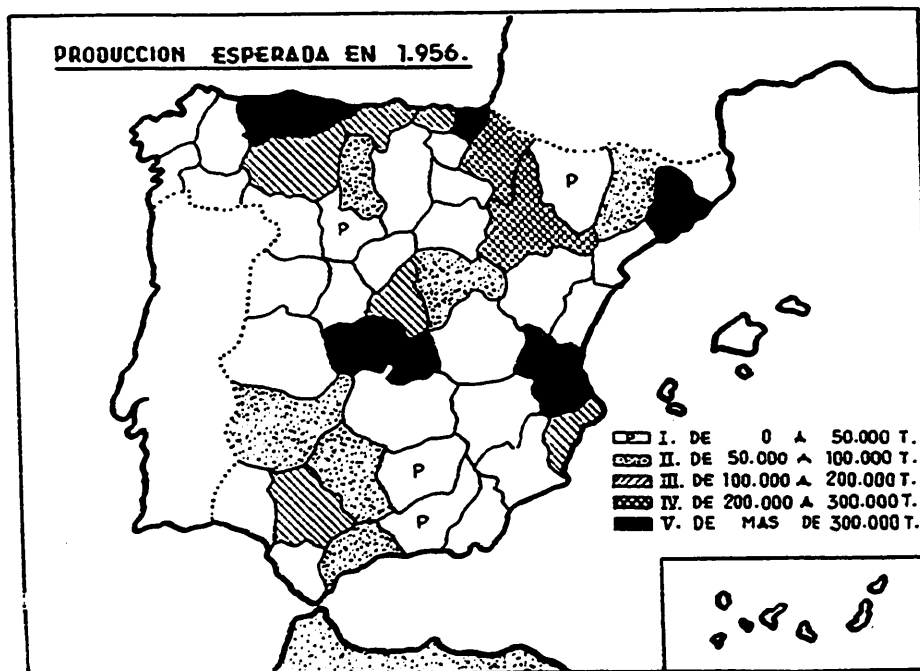 PRODUCCION ESPERADA EN 1.956.
P
P
P
P
P I. DE 0 A 50.000 T.
II. DE 50.000 A 100.000 T.
III. DE 100.000 A 200.000 T.
IV. DE 200.000 A 300.000 T.
V. DE MAS DE 300.000 T.